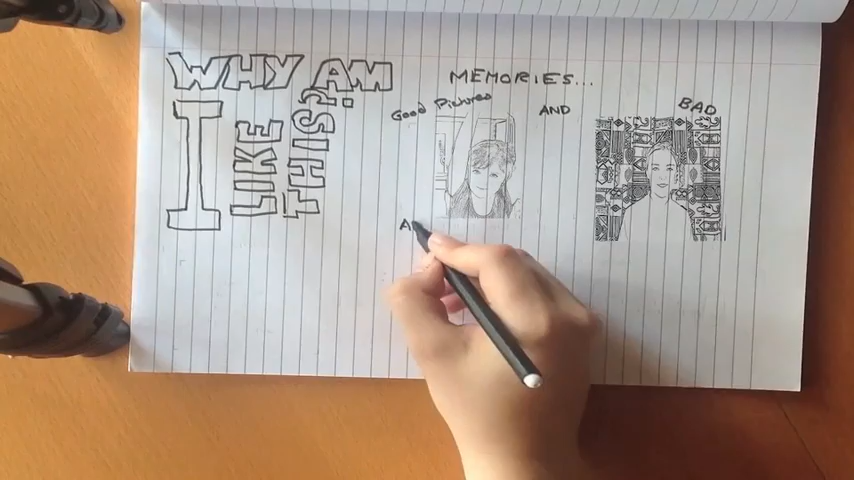 WHY AM
I LIKE THIS?
MEMORIES...
Good Pictures AND BAD
A